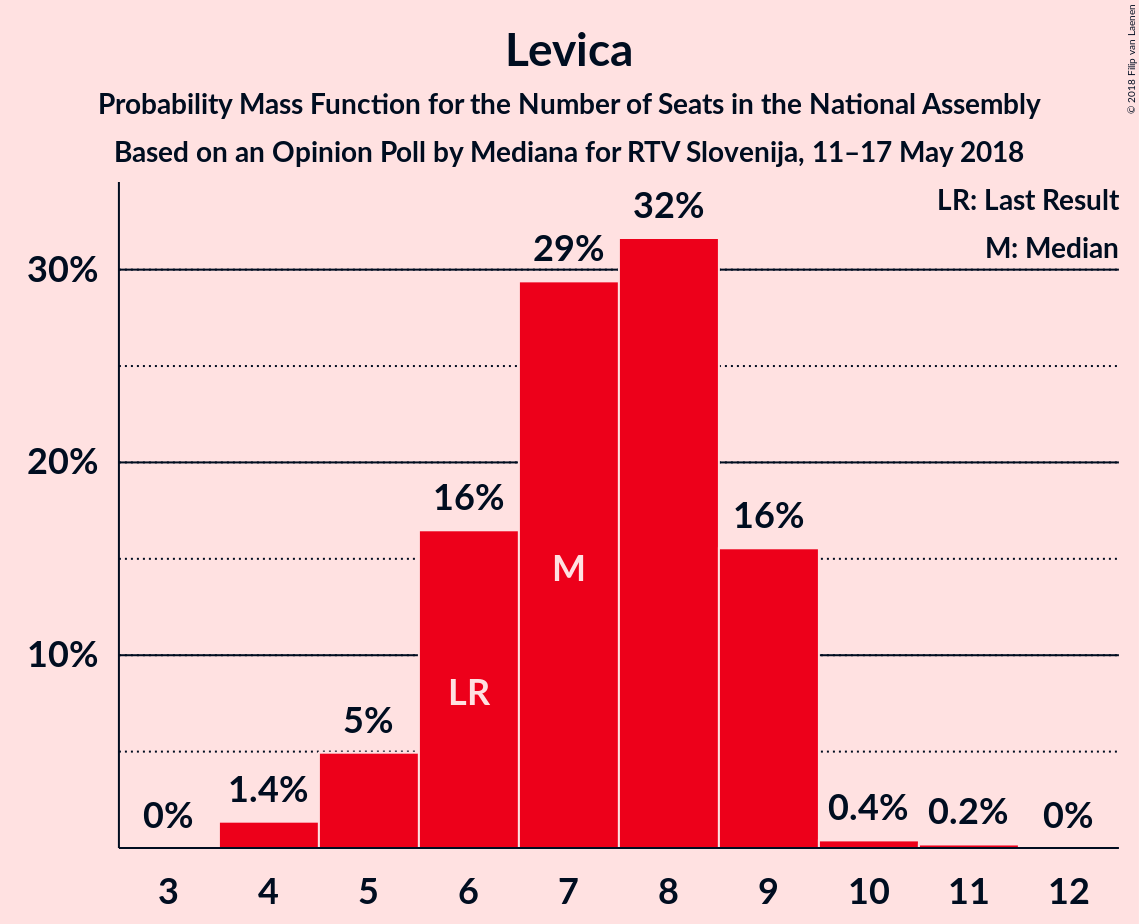 Levica
Probability Mass Function for the Number of Seats in the National Assembly
Based on an Opinion Poll by Mediana for RTV Slovenija, 11–17 May 2018
© 2018 Filip van Laenen
LR: Last Result
M: Median
30%
20%
10%
0%
1.4%
5%
16%
29%
32%
16%
0.4%
0.2%
0%
LR
M
3 4 5 6 7 8 9 10 11 12